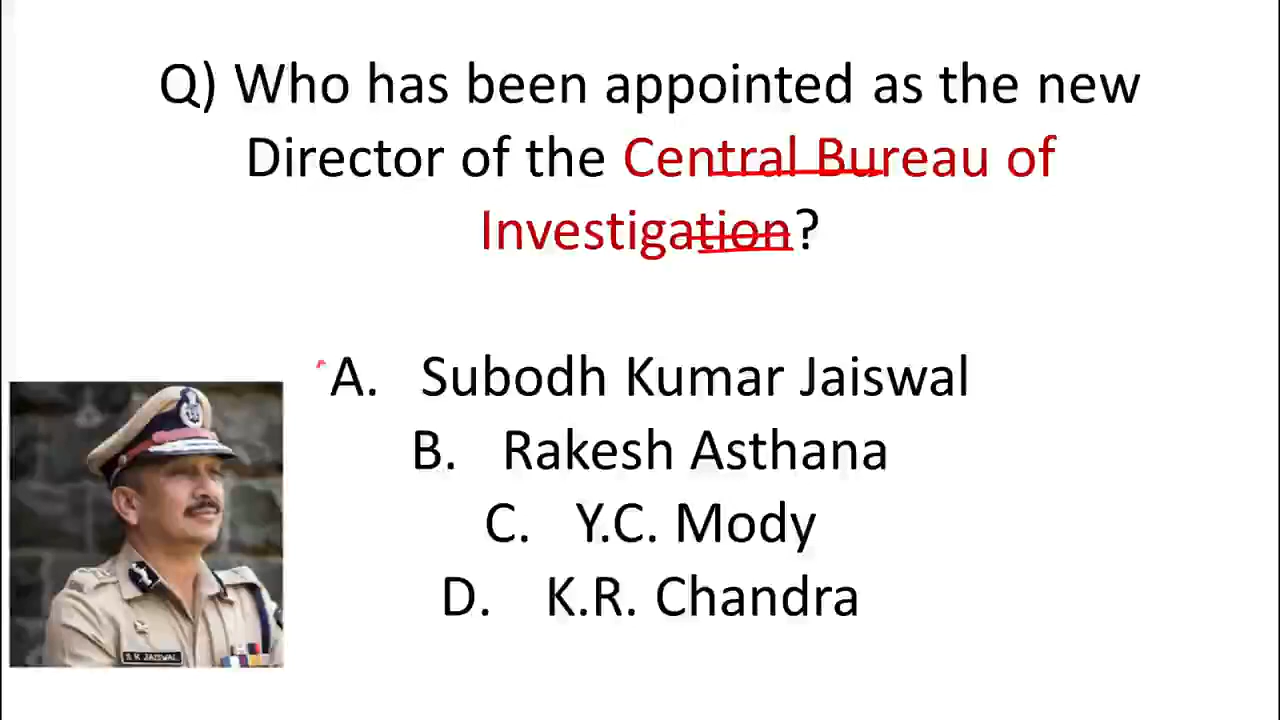 Q) Who has been appointed as the new
Director of the Central Bureau of
Investigation?
A. Subodh Kumar Jaiswal
B. Rakesh Asthana
C. Y.C. Mody
D. K.R. Chandra
S K JAISWAL